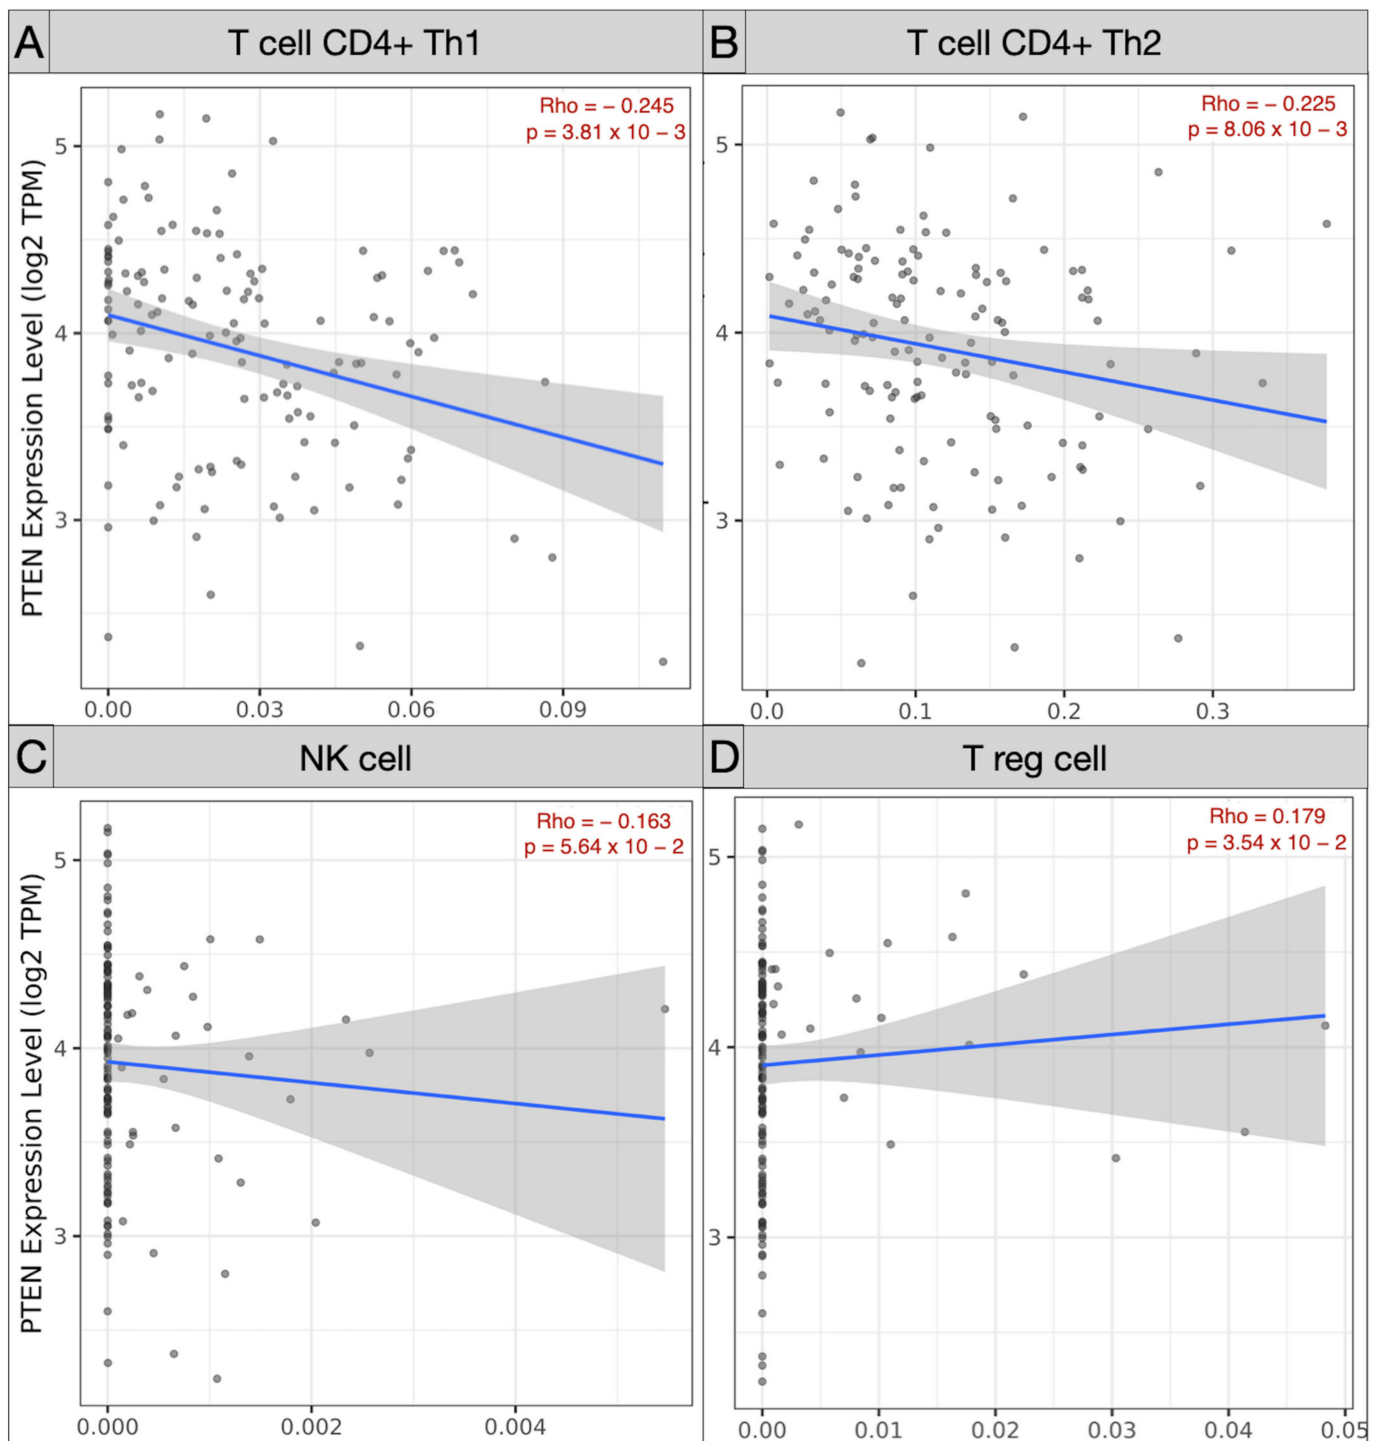 A T cell CD4+ Th1
Rho = – 0.245
p = 3.81 x 10 – 3
PTEN Expression Level (log2 TPM)
5
4
3
0.00 0.03 0.06 0.09
B T cell CD4+ Th2
Rho = – 0.225
p = 8.06 x 10 – 3
5
4
3
0.0 0.1 0.2 0.3
C NK cell
Rho = – 0.163
p = 5.64 x 10 – 2
PTEN Expression Level (log2 TPM)
5
4
3
0.000 0.002 0.004
D T reg cell
Rho = 0.179
p = 3.54 x 10 – 2
5
4
3
0.00 0.01 0.02 0.03 0.04 0.05